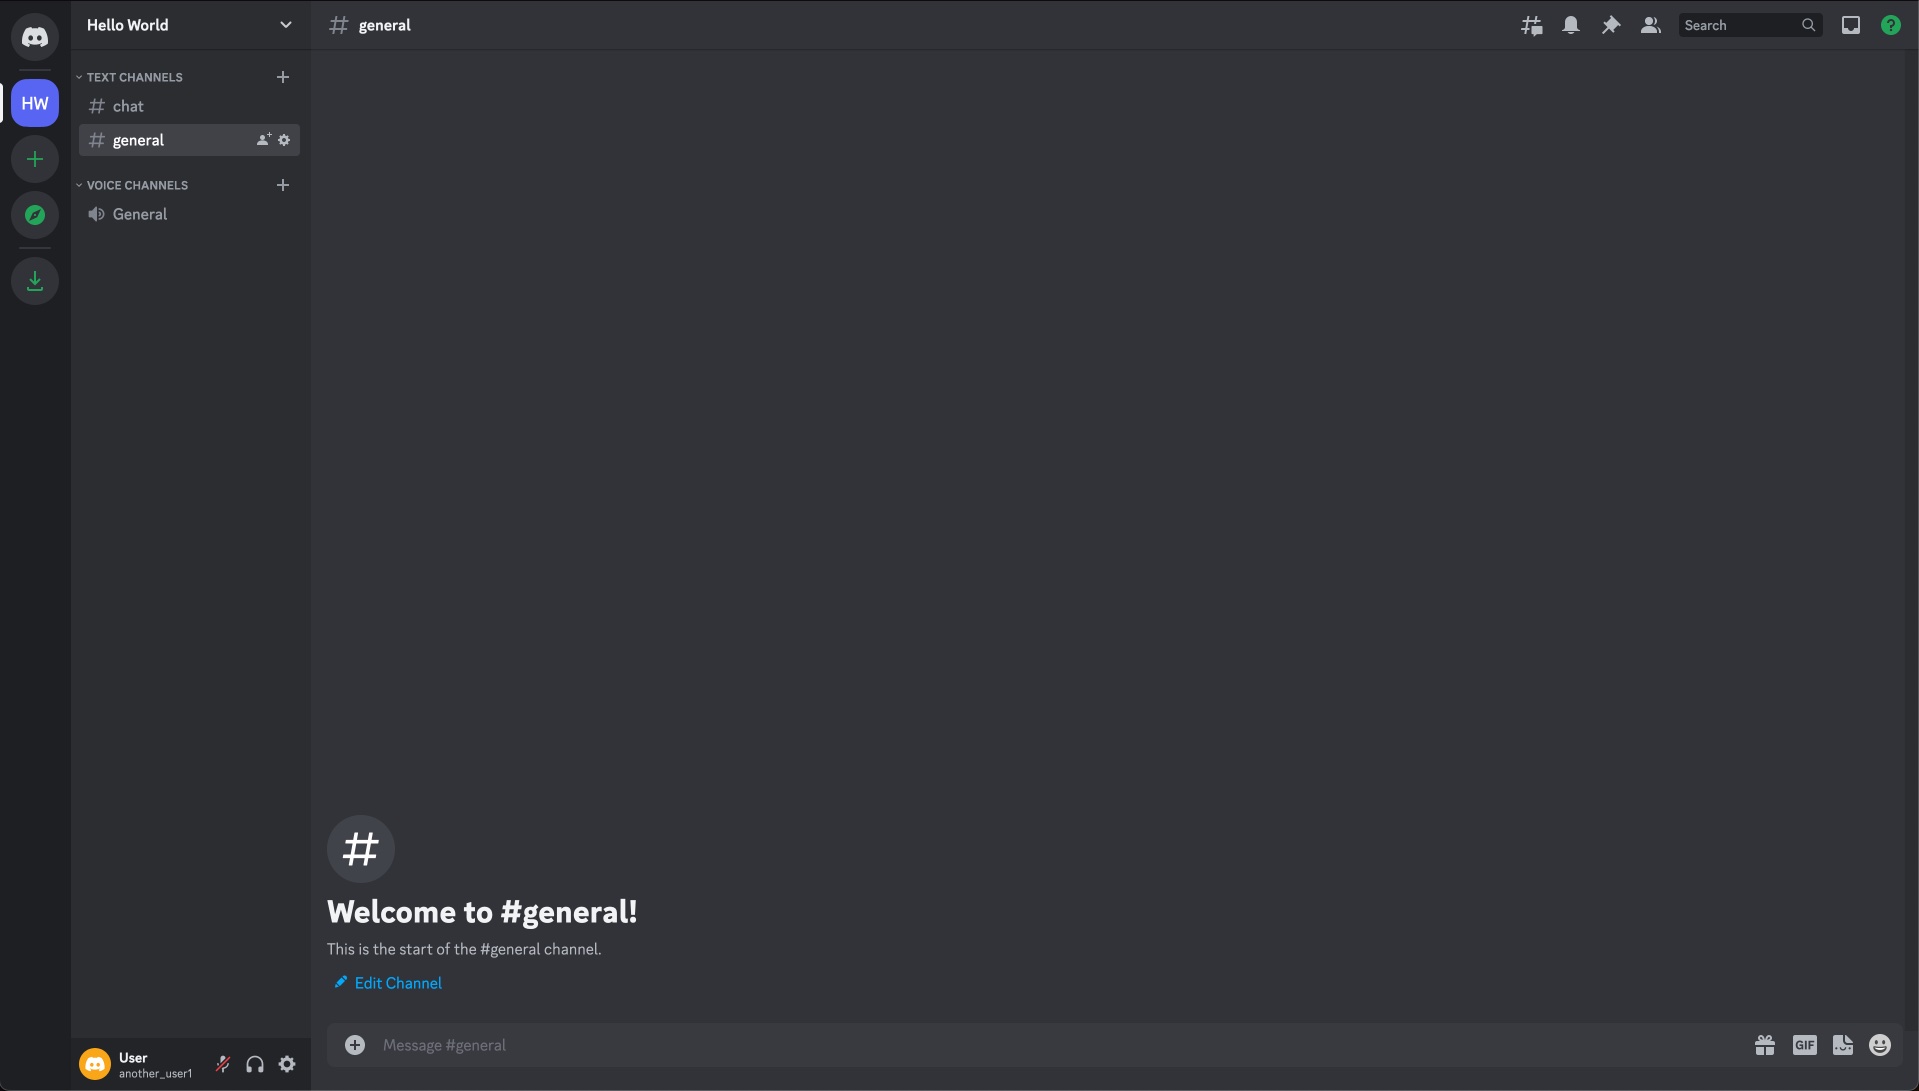 Hello World
general
Search
TEXT CHANNELS
HW
chat
general
VOICE CHANNELS
General
Welcome to #general!
This is the start of the #general channel.
Edit Channel
Message #general
GIF
User
another_user1